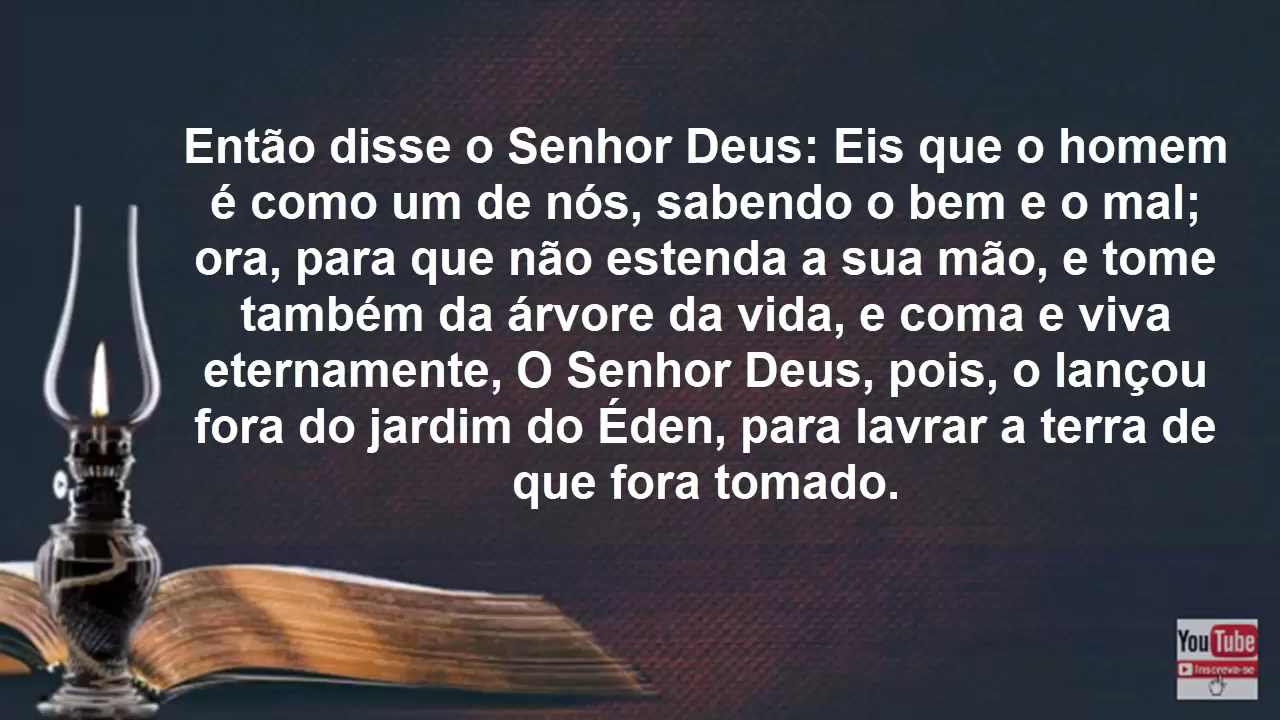 Então disse o Senhor Deus: Eis que o homem
é como um de nós, sabendo o bem e o mal;
ora, para que não estenda a sua mão, e tome
também da árvore da vida, e coma e viva
eternamente, O Senhor Deus, pois, o lançou
fora do jardim do Éden, para lavrar a terra de
que fora tomado.
YouTube
Inscreva-se